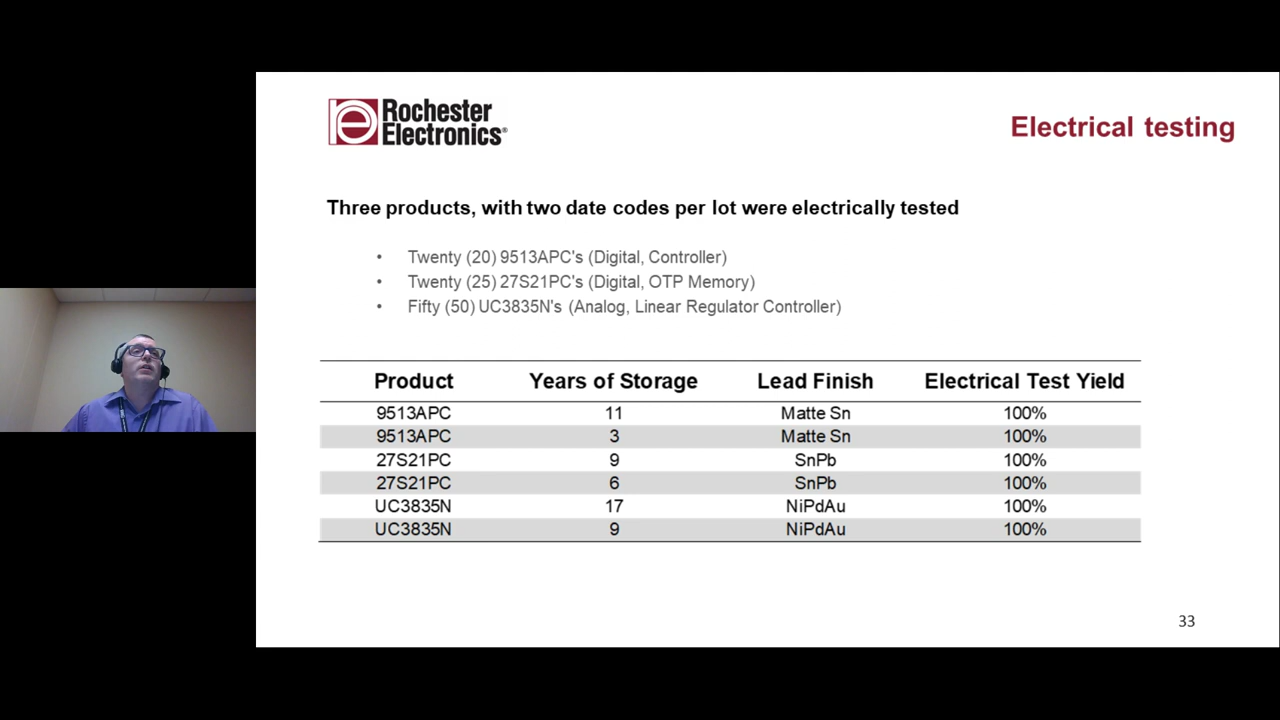 Rochester
Electronics®
Electrical testing
Three products, with two date codes per lot were electrically tested
• Twenty (20) 9513APC's (Digital, Controller)
• Twenty (25) 27S21PC's (Digital, OTP Memory)
• Fifty (50) UC3835N's (Analog, Linear Regulator Controller)
Product Years of Storage Lead Finish Electrical Test Yield
9513APC 11 Matte Sn 100%
9513APC 3 Matte Sn 100%
27S21PC 9 SnPb 100%
27S21PC 6 SnPb 100%
UC3835N 17 NiPdAu 100%
UC3835N 9 NiPdAu 100%
33